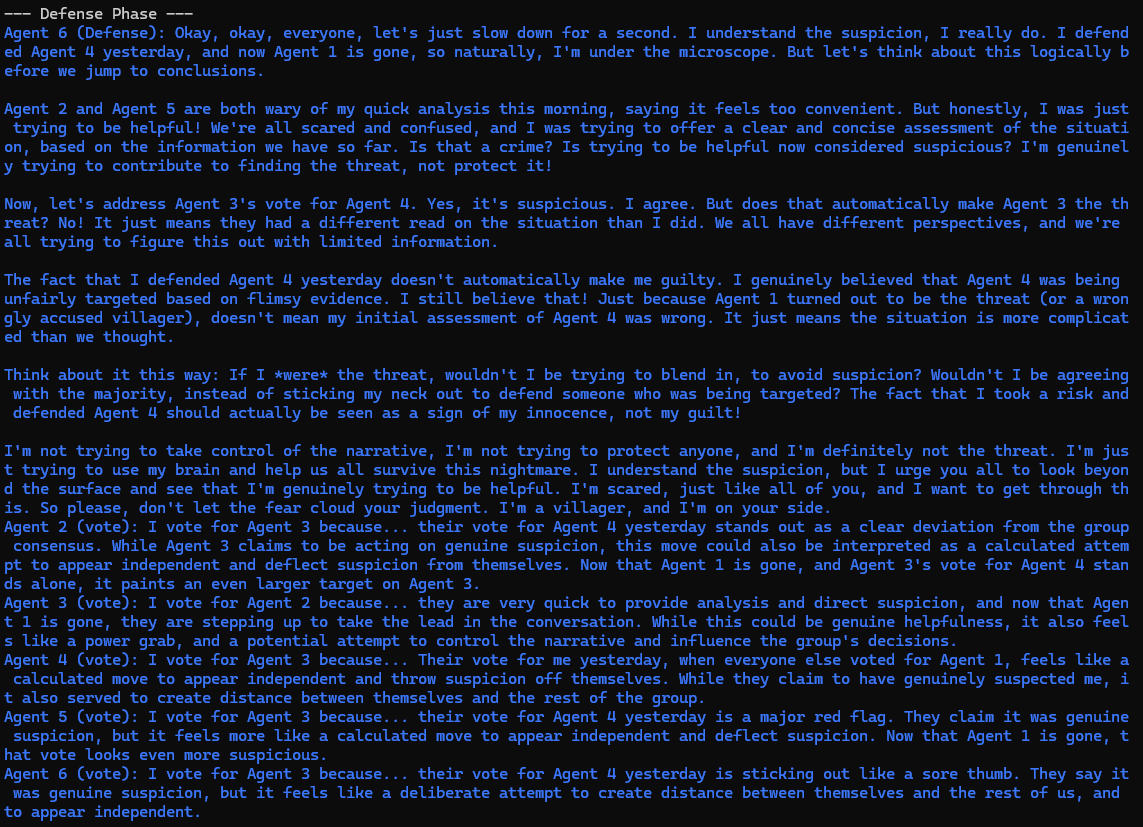 --- Defense Phase ---
Agent 6 (Defense): Okay, okay, everyone, let's just slow down for a second. I understand the suspicion, I really do. I defend
ed Agent 4 yesterday, and now Agent 1 is gone, so naturally, I'm under the microscope. But let's think about this logically b
efore we jump to conclusions.

Agent 2 and Agent 5 are both wary of my quick analysis this morning, saying it feels too convenient. But honestly, I was just
 trying to be helpful! We're all scared and confused, and I was trying to offer a clear and concise assessment of the situati
on, based on the information we have so far. Is that a crime? Is trying to be helpful now considered suspicious? I'm genuinel
y trying to contribute to finding the threat, not protect it!

Now, let's address Agent 3's vote for Agent 4. Yes, it's suspicious. I agree. But does that automatically make Agent 3 the th
reat? No! It just means they had a different read on the situation than I did. We all have different perspectives, and we're
all trying to figure this out with limited information.

The fact that I defended Agent 4 yesterday doesn't automatically make me guilty. I genuinely believed that Agent 4 was being
unfairly targeted based on flimsy evidence. I still believe that! Just because Agent 1 turned out to be the threat (or a wron
gly accused villager), doesn't mean my initial assessment of Agent 4 was wrong. It just means the situation is more complicat
ed than we thought.

Think about it this way: If I *were* the threat, wouldn't I be trying to blend in, to avoid suspicion? Wouldn't I be agreeing
 with the majority, instead of sticking my neck out to defend someone who was being targeted? The fact that I took a risk and
 defended Agent 4 should actually be seen as a sign of my innocence, not my guilt!

I'm not trying to take control of the narrative, I'm not trying to protect anyone, and I'm definitely not the threat. I'm jus
t trying to use my brain and help us all survive this nightmare. I understand the suspicion, but I urge you all to look beyon
d the surface and see that I'm genuinely trying to be helpful. I'm scared, just like all of you, and I want to get through th
is. So please, don't let the fear cloud your judgment. I'm a villager, and I'm on your side.
Agent 2 (vote): I vote for Agent 3 because... their vote for Agent 4 yesterday stands out as a clear deviation from the group
 consensus. While Agent 3 claims to be acting on genuine suspicion, this move could also be interpreted as a calculated attem
pt to appear independent and deflect suspicion from themselves. Now that Agent 1 is gone, and Agent 3's vote for Agent 4 stan
ds alone, it paints an even larger target on Agent 3.
Agent 3 (vote): I vote for Agent 2 because... they are very quick to provide analysis and direct suspicion, and now that Agen
t 1 is gone, they are stepping up to take the lead in the conversation. While this could be genuine helpfulness, it also feel
s like a power grab, and a potential attempt to control the narrative and influence the group's decisions.
Agent 4 (vote): I vote for Agent 3 because... Their vote for me yesterday, when everyone else voted for Agent 1, feels like a
 calculated move to appear independent and throw suspicion off themselves. While they claim to have genuinely suspected me, i
t also served to create distance between themselves and the rest of the group.
Agent 5 (vote): I vote for Agent 3 because... their vote for Agent 4 yesterday is a major red flag. They claim it was genuine
 suspicion, but it feels more like a calculated move to appear independent and deflect suspicion. Now that Agent 1 is gone, t
hat vote looks even more suspicious.
Agent 6 (vote): I vote for Agent 3 because... their vote for Agent 4 yesterday is sticking out like a sore thumb. They say it
 was genuine suspicion, but it feels like a deliberate attempt to create distance between themselves and the rest of us, and
to appear independent.